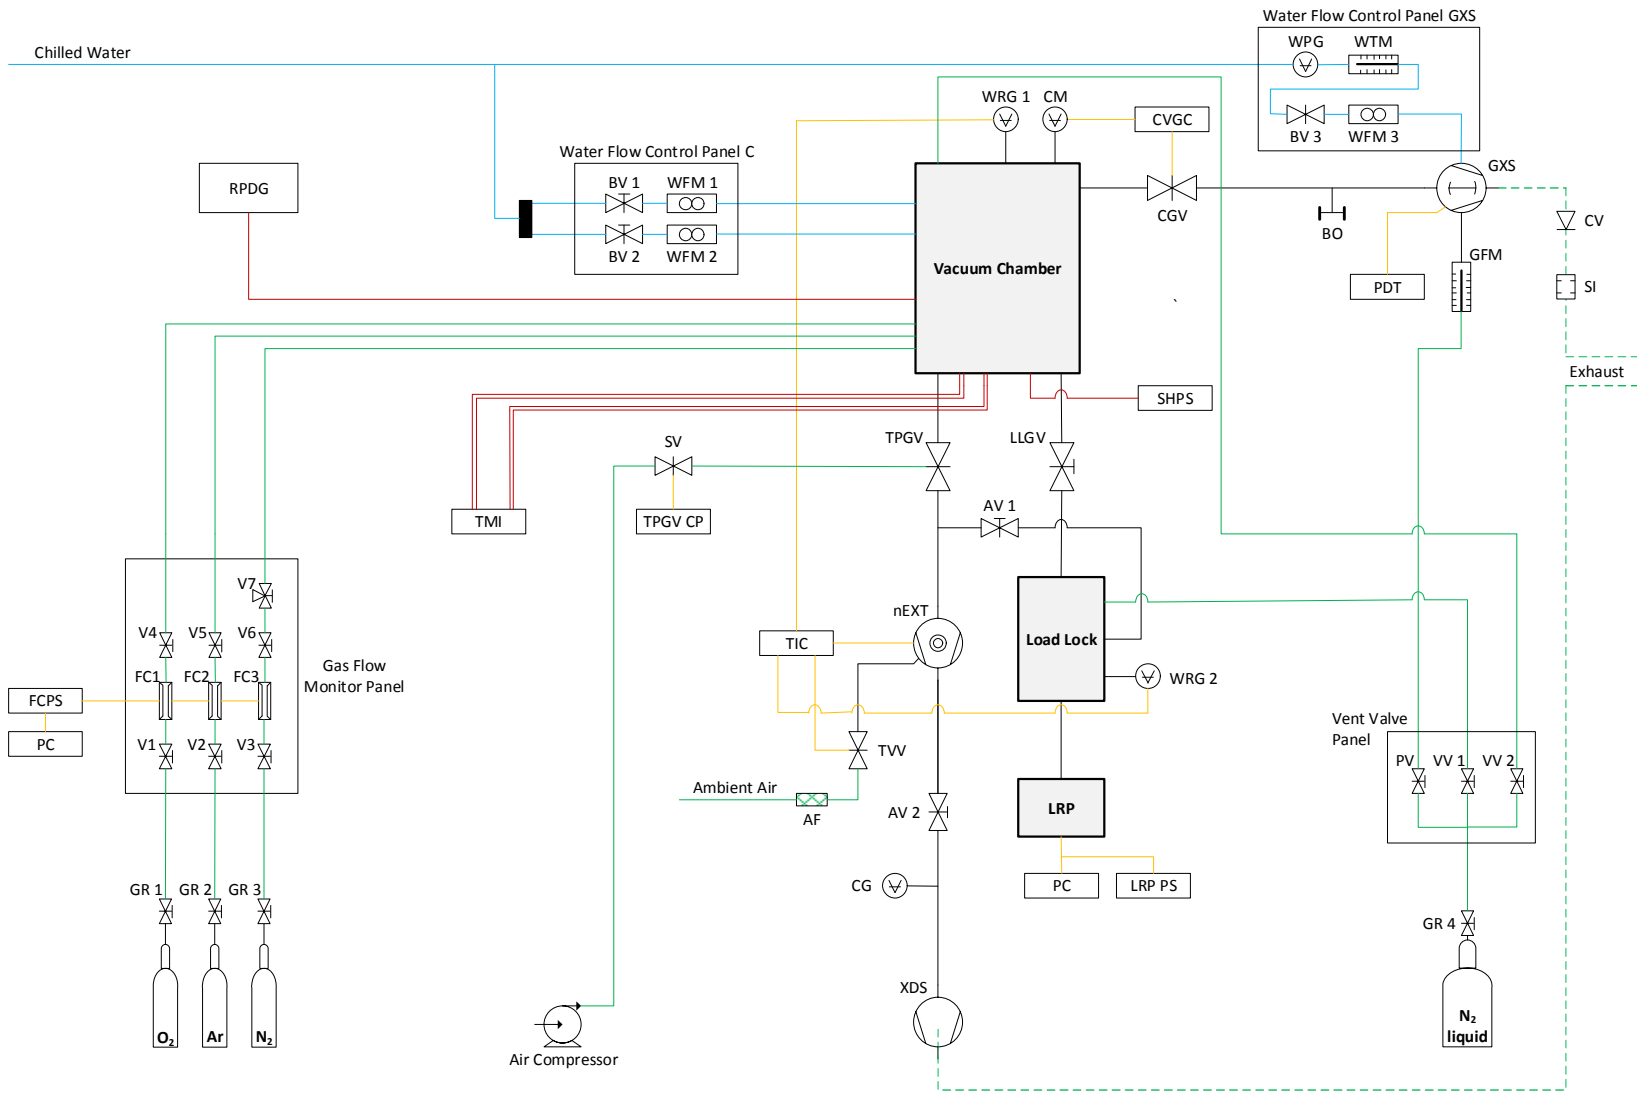 Water Flow Control Panel GXS
Chilled Water
WPG
WTM
WRG 1
CM
CVGC
BV 3
WFM 3
Water Flow Control Panel C
GXS
RPDG
BV 1
WFM 1
CGV
BO
CV
BV 2
WFM 2
Vacuum Chamber
GFM
PDT
SI
`
Exhaust
SHPS
SV
TPGV
LLGV
TMI
TPGV CP
AV 1
V7
nEXT
V4
V5
V6
TIC
Load Lock
Gas Flow
Monitor Panel
FC1
FC2
FC3
WRG 2
FCPS
PC
V1
V2
V3
TVV
Vent Valve
Panel
PV
VV 1
VV 2
Ambient Air
AF
AV 2
LRP
CG
PC
LRP PS
GR 1
GR 2
GR 3
GR 4
XDS
O₂
Ar
N₂
N₂
liquid
Air Compressor